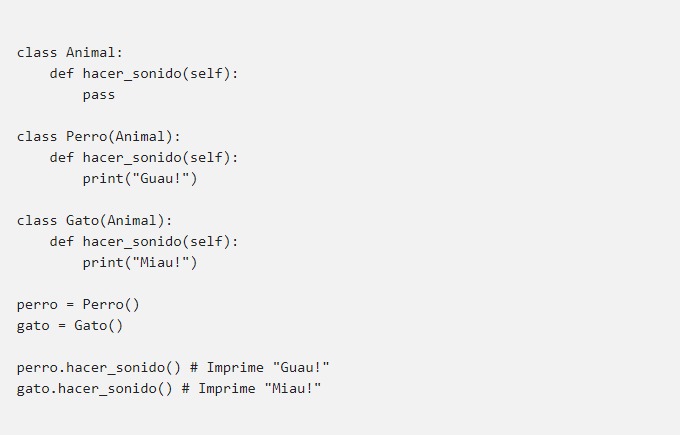 class Animal:
    def hacer_sonido(self):
        pass

class Perro(Animal):
    def hacer_sonido(self):
        print("Guau!")

class Gato(Animal):
    def hacer_sonido(self):
        print("Miau!")

perro = Perro()
gato = Gato()

perro.hacer_sonido() # Imprime "Guau!"
gato.hacer_sonido() # Imprime "Miau!"